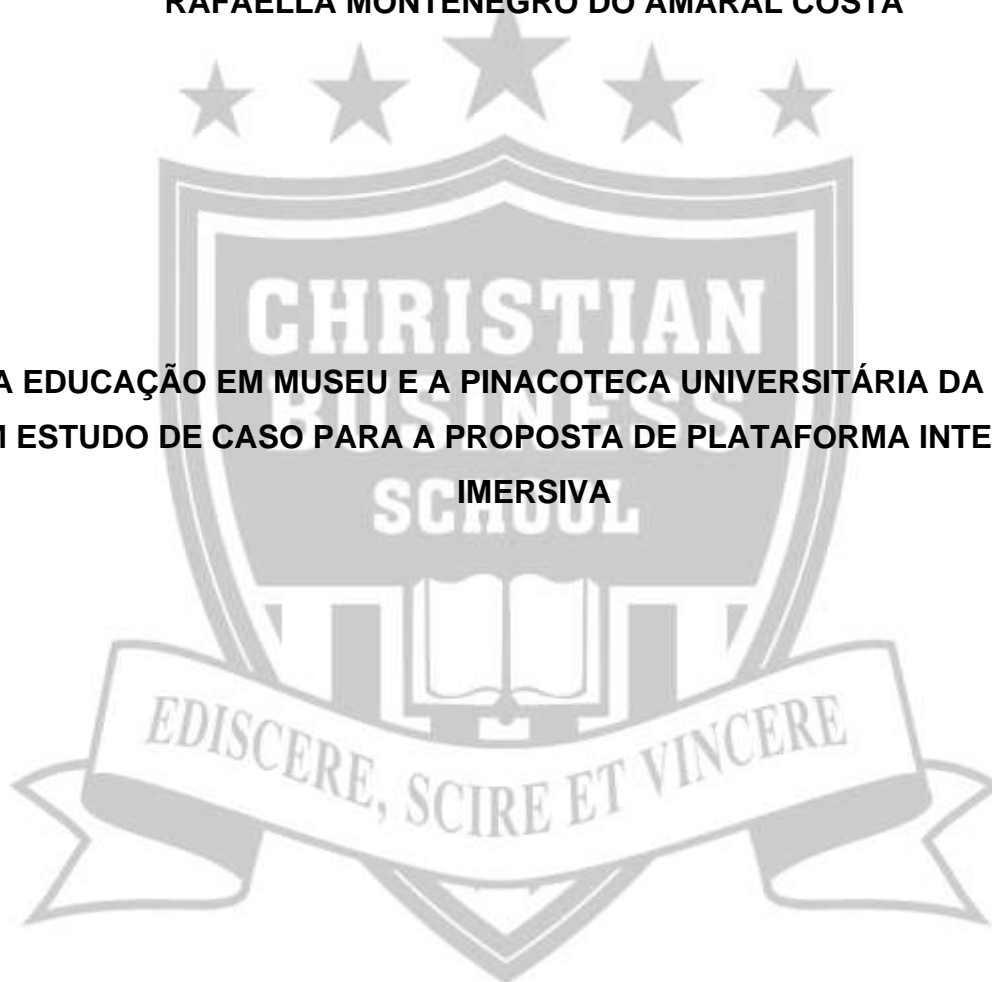 RAFAELLA MONTENEGRO DO AMARAL COSTA
CHRISTIAN
A EDUCAÇÃO EM MUSEU E A PINACOTECA UNIVERSITÁRIA DA
BUSINESS
ESTUDO DE CASO PARA A PROPOSTA DE PLATAFORMA INTE
IMERSIVA
SCHOOL
EDISCERE, SCIRE ET VINCERE